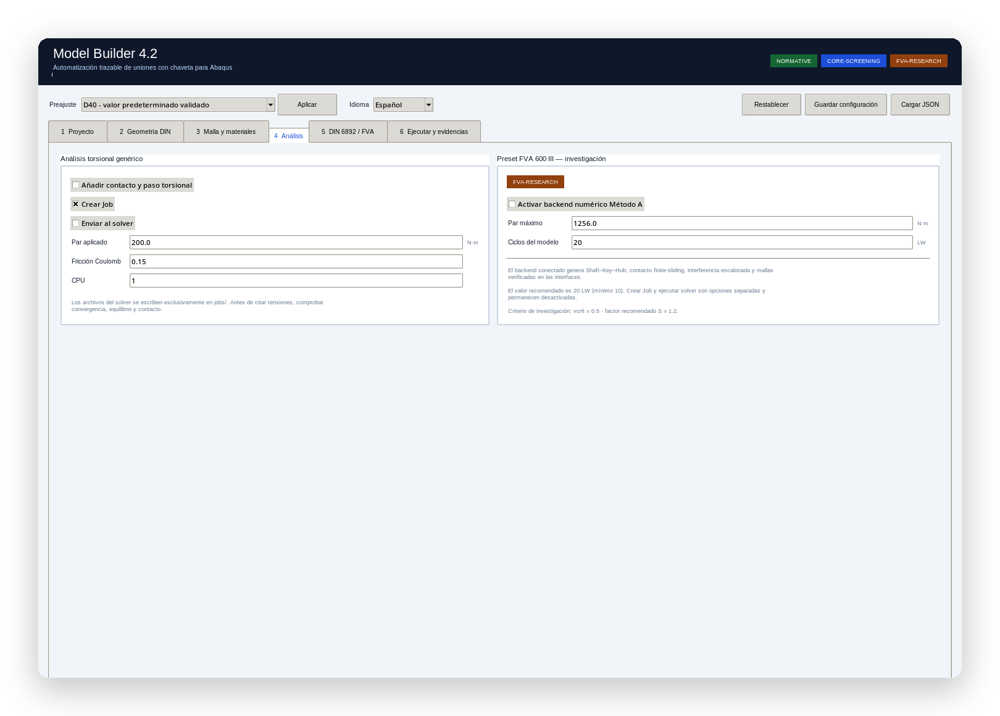 Model Builder 4.2
Automatización trazable de uniones con chaveta para Abaqus
NORMATIVE
CORE-SCREENING
FVA-RESEARCH
Preajuste
D40 - valor predeterminado validado
Aplicar
Idioma
Español
Restablecer
Guardar configuración
Cargar JSON
1 Proyecto
2 Geometría DIN
3 Malla y materiales
4 Análisis
5 DIN 6892 / FVA
6 Ejecutar y evidencias
Análisis torsional genérico
Añadir contacto y paso torsional
Crear Job
Enviar al solver
Par aplicado
200.0
N·m
Fricción Coulomb
0.15
CPU
1
Los archivos del solver se escriben exclusivamente en jobs/. Antes de citar tensiones, comprobar
convergencia, equilibrio y contacto.
Preset FVA 600 III — investigación
FVA-RESEARCH
Activar backend numérico Método A
Par máximo
1256.0
N·m
Ciclos del modelo
20
LW
El backend conectado genera Shaft–Key–Hub, contacto finite-sliding, interferencia escalonada y mallas
verificadas en las interfaces.
El valor recomendado es 20 LW (mínimo 10). Crear Job y ejecutar solver son opciones separadas y
permanecen desactivadas.
Criterio de investigación: vcrit = 0.5 · factor recomendado S = 1.2.